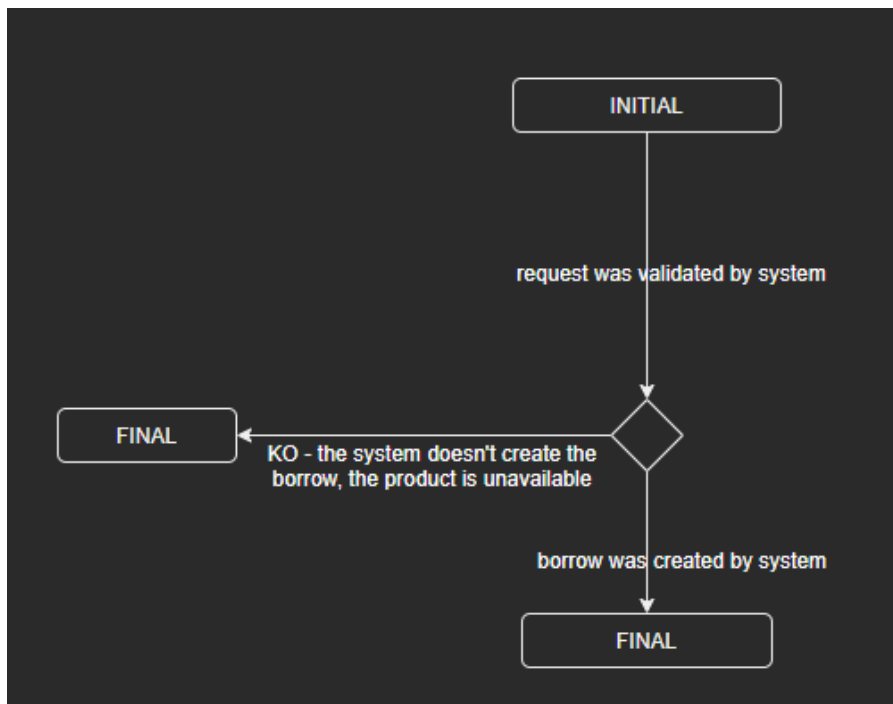 INITIAL
request was validated by system
FINAL
KO - the system doesn't create the
borrow, the product is unavailable
borrow was created by system
FINAL